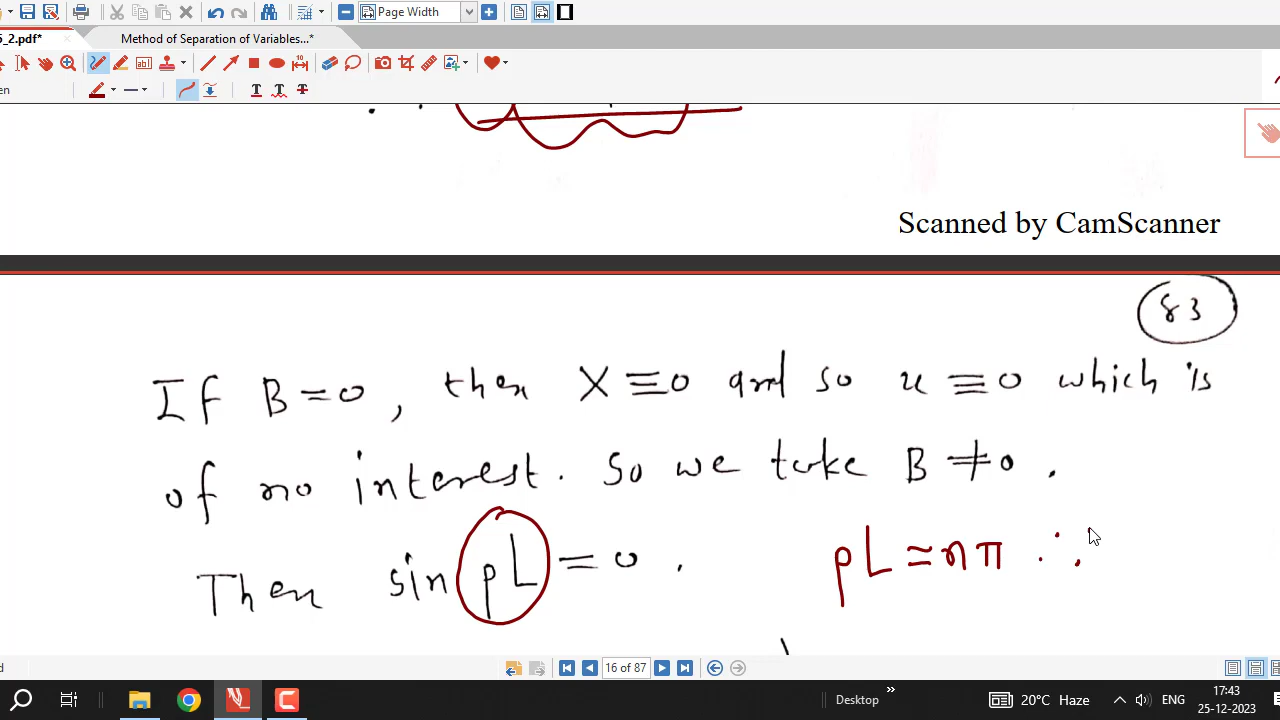 Page Width
5_2.pdf*
Method of Separation of Variables...*
en
Scanned by CamScanner
83
If B = 0, then X ≡ 0 and so u ≡ 0 which is
of no interest. So we take B ≠ 0.
Then sin pL = 0. pL = nπ ∴
d
16 of 87
Desktop
»
20°C Haze
ENG
17:43
25-12-2023